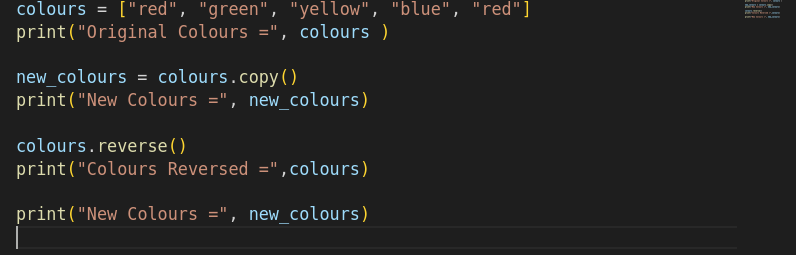 colours = ["red", "green", "yellow", "blue", "red"]
print("Original Colours =", colours )
new_colours = colours.copy()
print("New Colours =", new_colours)
colours.reverse()
print("Colours Reversed =",colours)
print("New Colours =", new_colours)